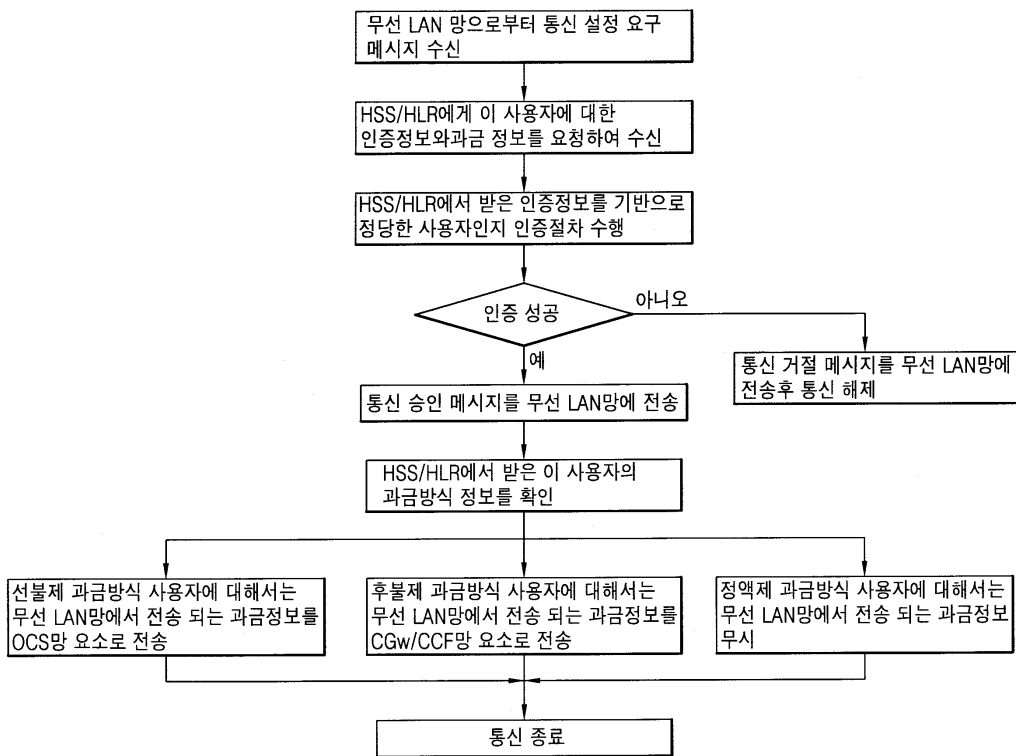 무선 LAN 망으로부터 통신 설정 요구
메시지 수신
HSS/HLR에게 이 사용자에 대한
인증정보와과금 정보를 요청하여 수신
HSS/HLR에서 받은 인증정보를 기반으로
정당한 사용자인지 인증절차 수행
인증 성공
아니오
예
통신 거절 메시지를 무선 LAN망에
전송후 통신 해제
통신 승인 메시지를 무선 LAN망에 전송
HSS/HLR에서 받은 이 사용자의
과금방식 정보를 확인
선불제 과금방식 사용자에 대해서는
무선 LAN망에서 전송 되는 과금정보를
OCS망 요소로 전송
후불제 과금방식 사용자에 대해서는
무선 LAN망에서 전송 되는 과금정보를
CGw/CCF망 요소로 전송
정액제 과금방식 사용자에 대해서는
무선 LAN망에서 전송 되는 과금정보
무시
통신 종료